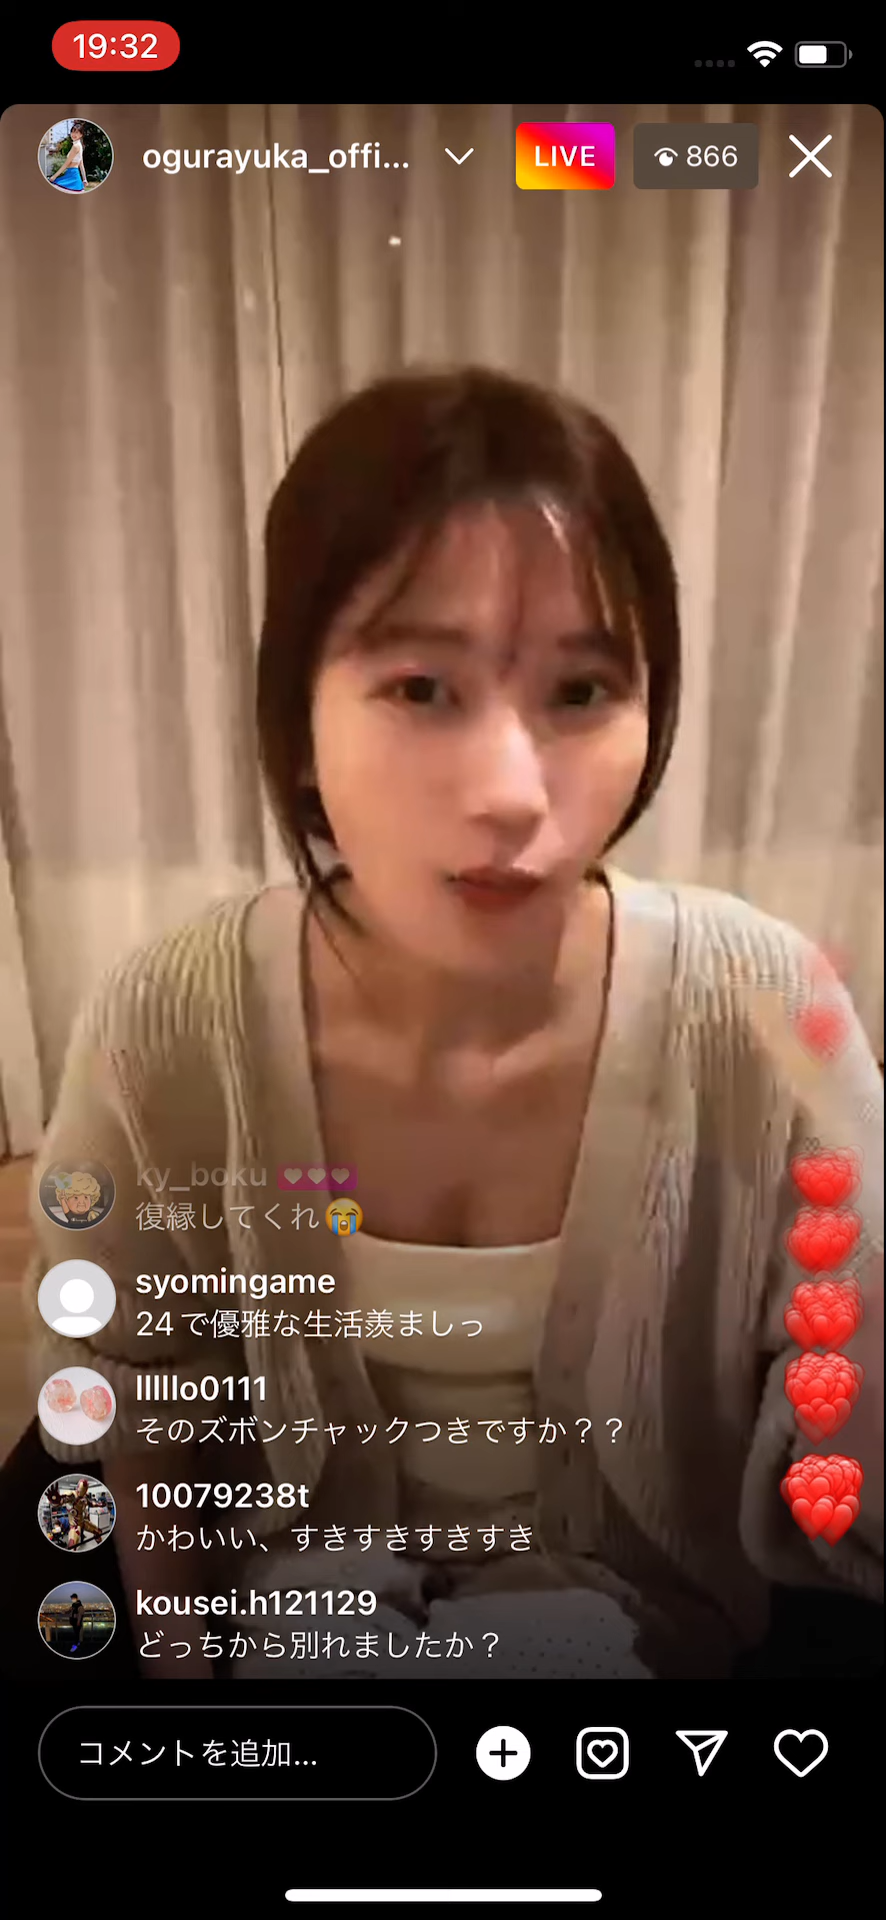 19:32
ogurayuka_offi...
LIVE
866
ky_boku
復縁してくれ😭
syomingame
24で優雅な生活羨ましっ
lllllo0111
そのズボンチャックつきですか？？
10079238t
かわいい、すきすきすきすき
kousei.h121129
どっちから別れましたか？
コメントを追加...